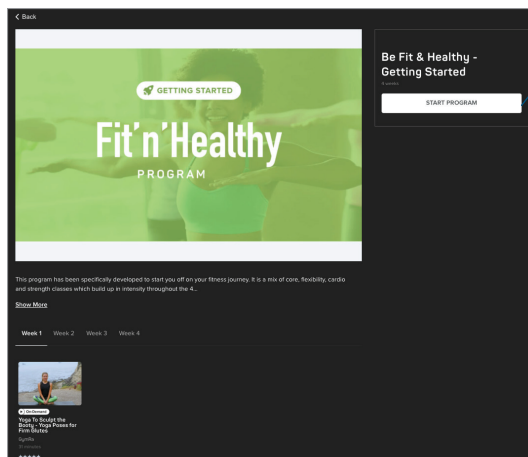 Back
GETTING STARTED
Fit'n'Healthy
PROGRAM
Be Fit & Healthy -
Getting Started
4 weeks
START PROGRAM
This program has been specifically developed to start you off on your fitness journey. It is a mix of core, flexibility, cardio
and strength classes which build up in intensity throughout the 4...
Show More
Week 1 Week 2 Week 3 Week 4
On Demand
Yoga To Sculpt the
Booty - Yoga Poses for
Firm Glutes
GymRa
minutes